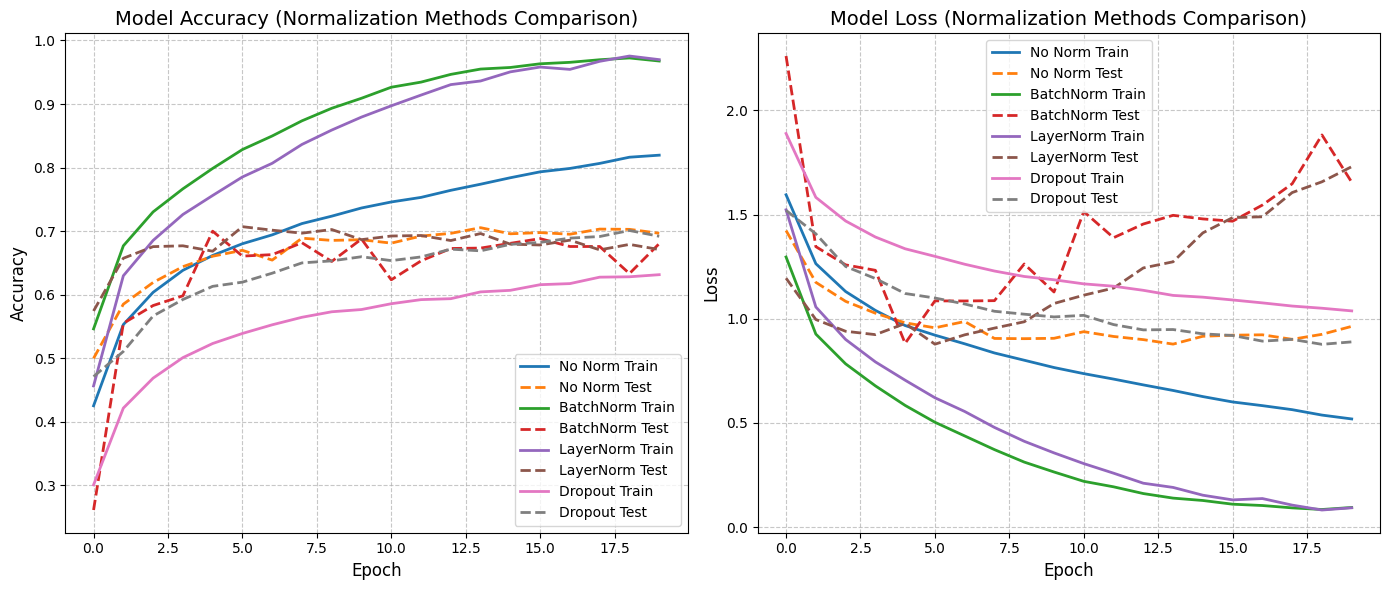 Model Accuracy (Normalization Methods Comparison)
Accuracy
1.0
0.9
0.8
0.7
0.6
0.5
0.4
0.3
No Norm Train
No Norm Test
BatchNorm Train
BatchNorm Test
LayerNorm Train
LayerNorm Test
Dropout Train
Dropout Test
0.0 2.5 5.0 7.5 10.0 12.5 15.0 17.5
Epoch
Model Loss (Normalization Methods Comparison)
Loss
2.0
1.5
1.0
0.5
0.0
No Norm Train
No Norm Test
BatchNorm Train
BatchNorm Test
LayerNorm Train
LayerNorm Test
Dropout Train
Dropout Test
0.0 2.5 5.0 7.5 10.0 12.5 15.0 17.5
Epoch